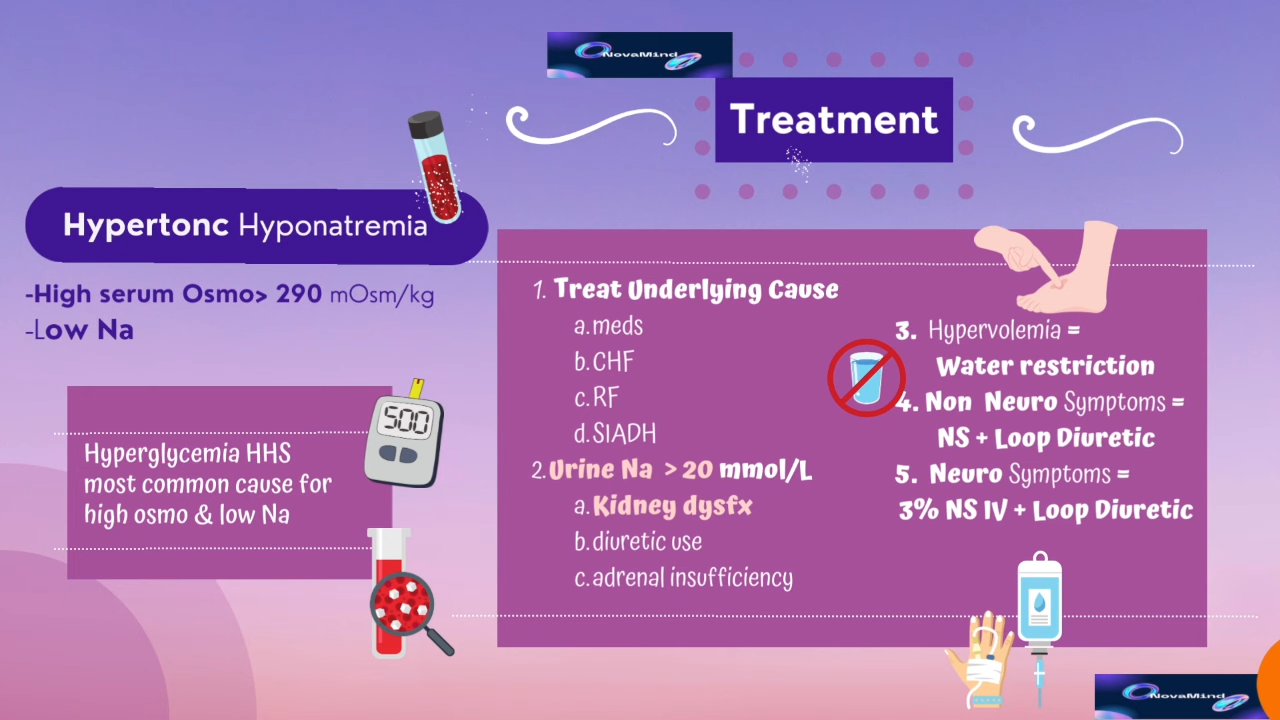 NovaMind
Treatment
Hypertonc Hyponatremia
-High serum Osmo> 290 mOsm/kg
-Low Na
500
Hyperglycemia HHS
most common cause for
high osmo & low Na
1. Treat Underlying Cause
a. meds
b. CHF
c. RF
d. SIADH
2. Urine Na > 20 mmol/L
a. Kidney dysfx
b. diuretic use
c. adrenal insufficiency
3. Hypervolemia =
Water restriction
4. Non Neuro Symptoms =
NS + Loop Diuretic
5. Neuro Symptoms =
3% NS IV + Loop Diuretic
NovaMind